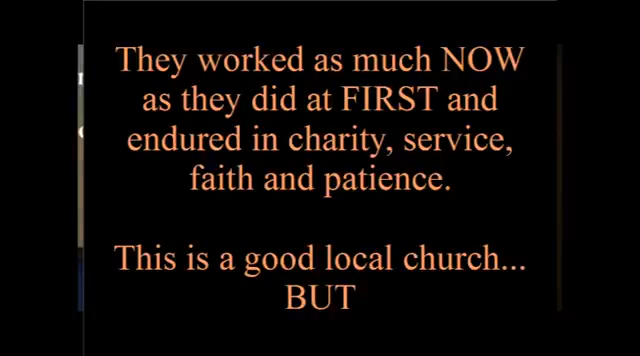 They worked as much NOW
as they did at FIRST and
endured in charity, service,
faith and patience.
This is a good local church...
BUT